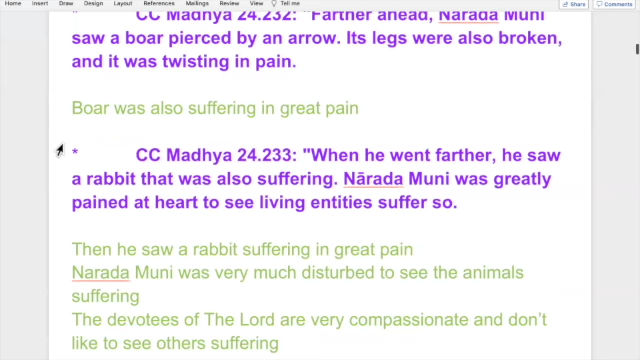 Home Insert Draw Design Layout References Mailings Review View Tell me Share Comments
* CC Madhya 24.232: "Farther ahead, Nārada Muni
saw a boar pierced by an arrow. Its legs were also broken,
and it was twisting in pain.
Boar was also suffering in great pain
* CC Madhya 24.233: "When he went farther, he saw
a rabbit that was also suffering. Nārada Muni was greatly
pained at heart to see living entities suffer so.
Then he saw a rabbit suffering in great pain
Narada Muni was very much disturbed to see the animals
suffering
The devotees of The Lord are very compassionate and don't
like to see others suffering